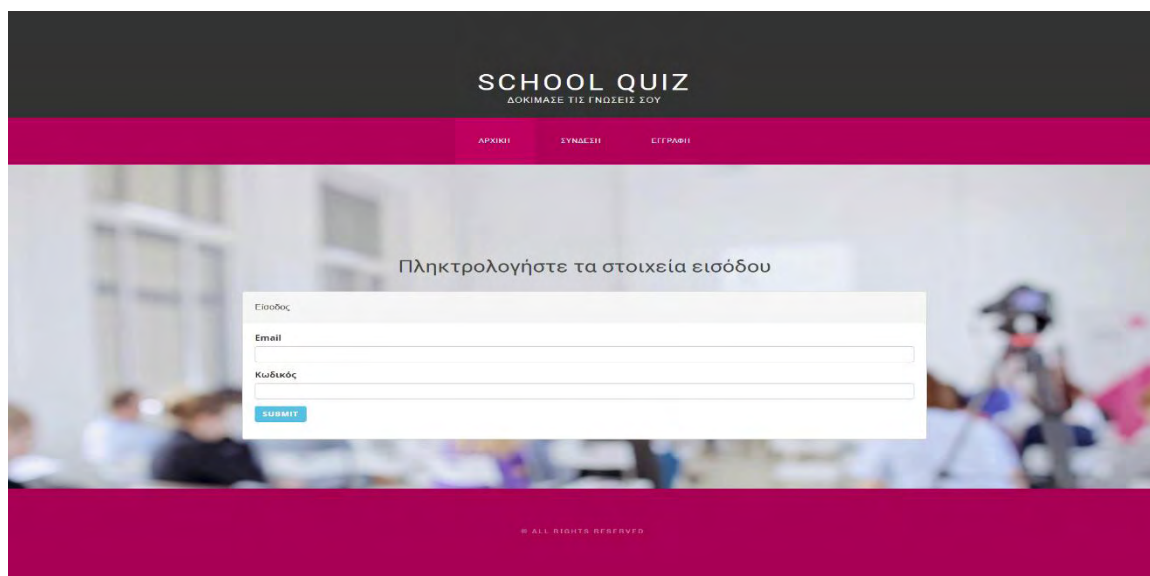 SCHOOL QUIZ
ΔΟΚΙΜΑΣΕ ΤΙΣ ΓΝΩΣΕΙΣ ΣΟΥ
ΑΡΧΙΚΗ ΣΥΝΔΕΣΗ ΕΓΓΡΑΦΗ
Πληκτρολογήστε τα στοιχεία εισόδου
Είσοδος
Email
Κωδικός
SUBMIT
© ALL RIGHTS RESERVED